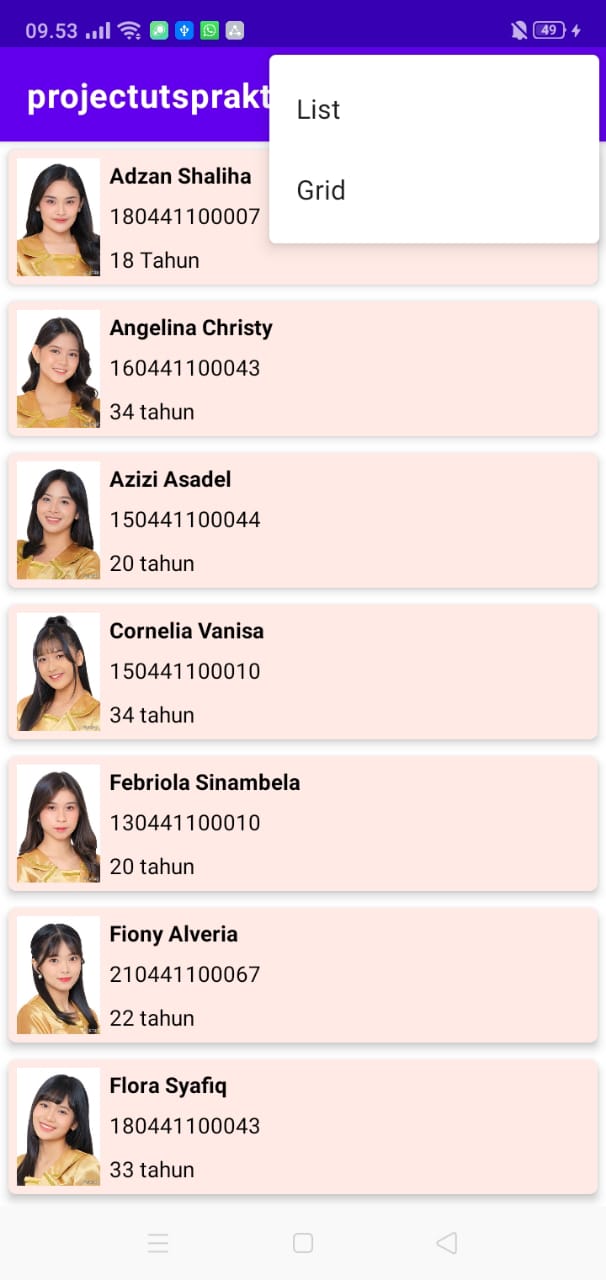 09.53
49
projectutsprakt
List
Grid
Adzan Shaliha
180441100007
18 Tahun
Angelina Christy
160441100043
34 tahun
Azizi Asadel
150441100044
20 tahun
Cornelia Vanisa
150441100010
34 tahun
Febriola Sinambela
130441100010
20 tahun
Fiony Alveria
210441100067
22 tahun
Flora Syafiq
180441100043
33 tahun